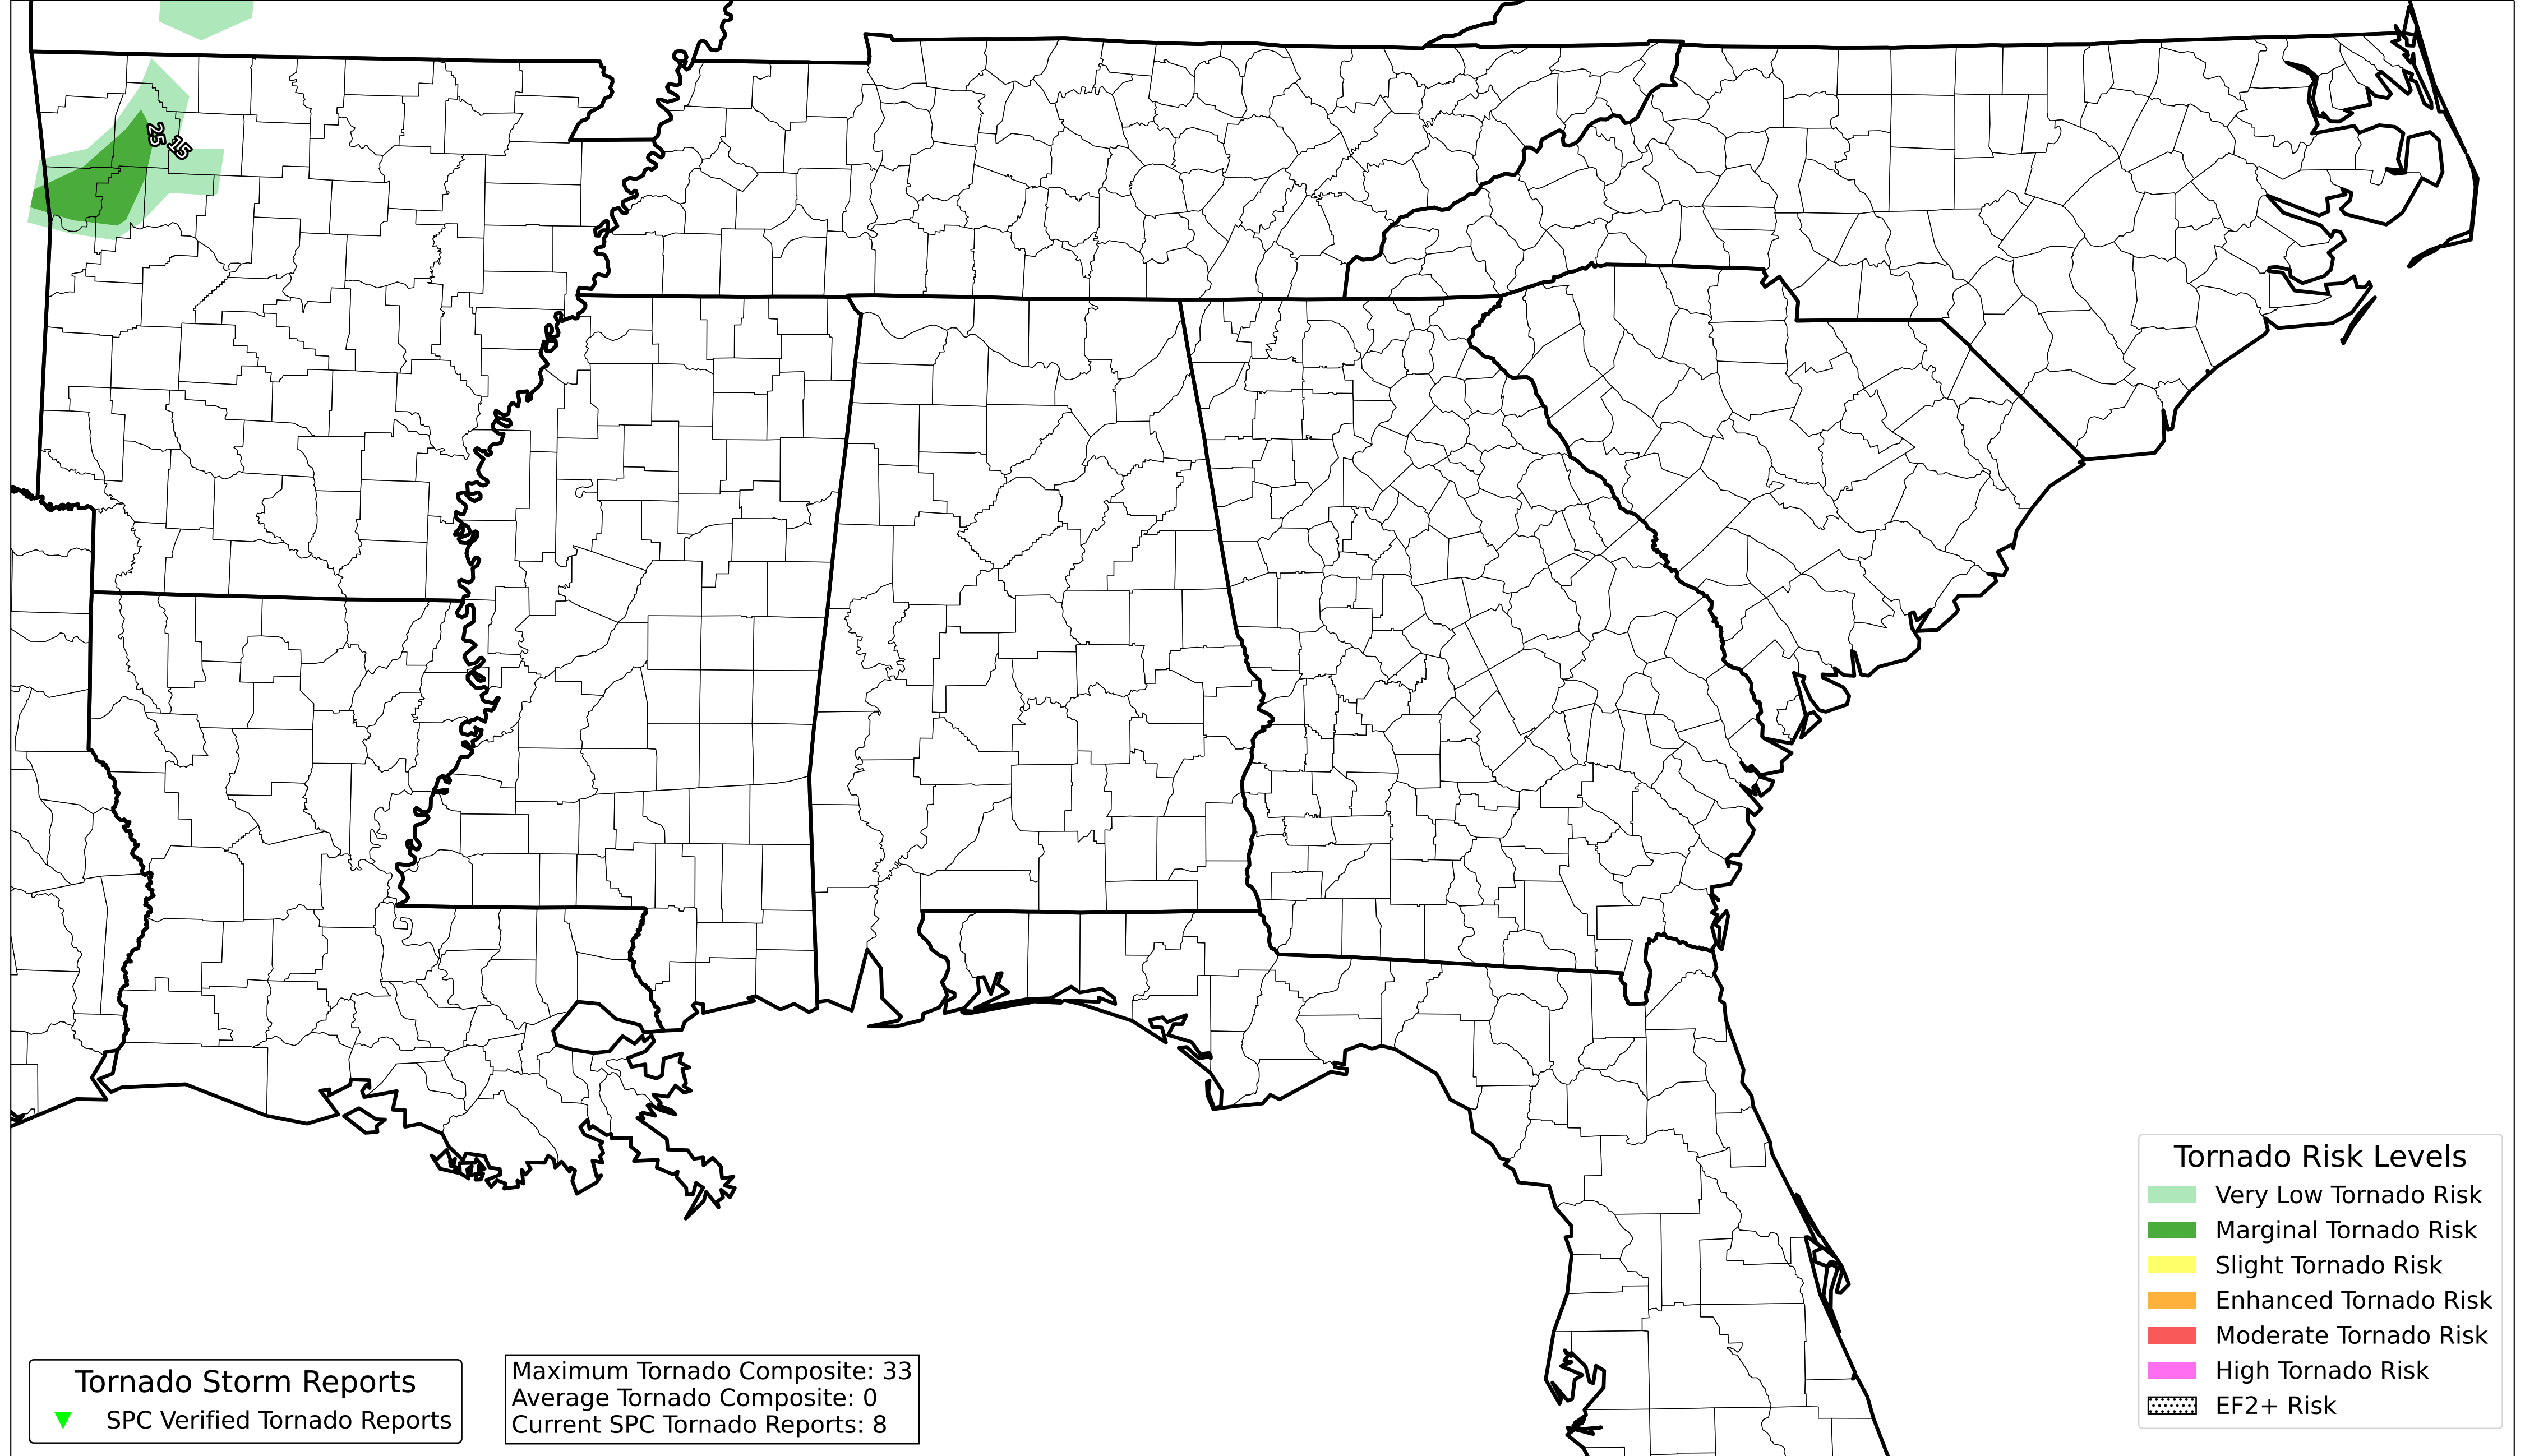 25
15
Tornado Risk Levels
Very Low Tornado Risk
Marginal Tornado Risk
Slight Tornado Risk
Enhanced Tornado Risk
Moderate Tornado Risk
High Tornado Risk
EF2+ Risk
Tornado Storm Reports
SPC Verified Tornado Reports
Maximum Tornado Composite: 33
Average Tornado Composite: 0
Current SPC Tornado Reports: 8